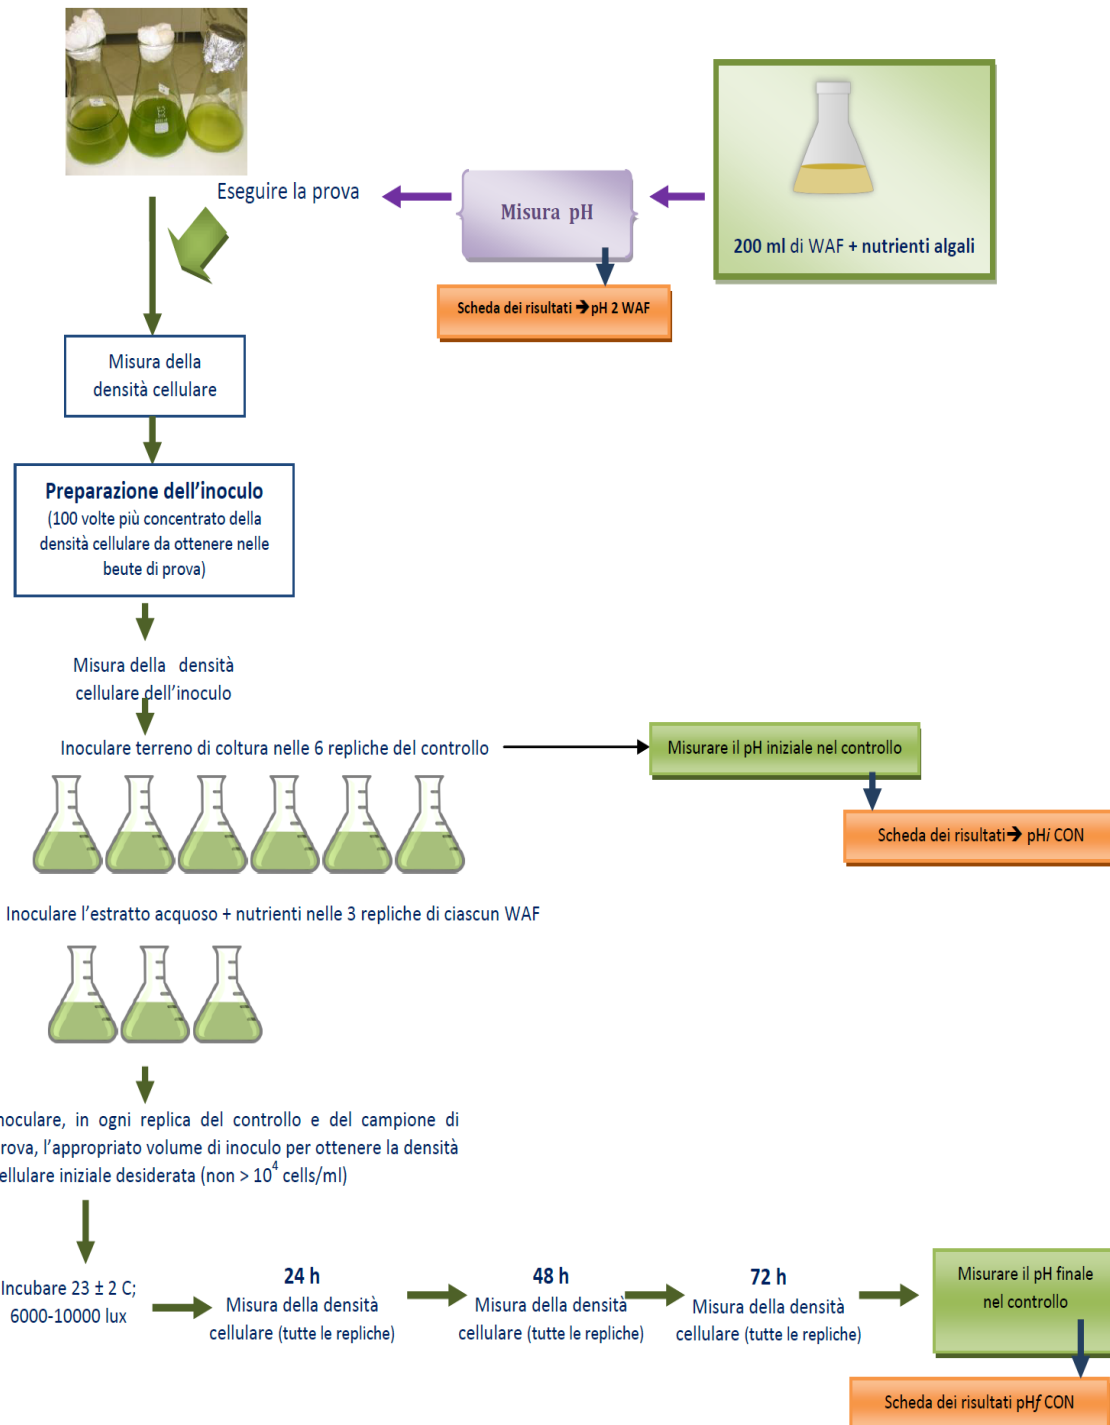 Eseguire la prova
Misura pH
200 ml di WAF + nutrienti algali
Scheda dei risultati ➔ pH 2 WAF
Misura della
densità cellulare
Preparazione dell'inoculo
(100 volte più concentrato della
densità cellulare da ottenere nelle
beute di prova)
Misura della densità
cellulare dell'inoculo
Inoculare terreno di coltura nelle 6 repliche del controllo
Misurare il pH iniziale nel controllo
Scheda dei risultati ➔ pHi CON
Inoculare l'estratto acquoso + nutrienti nelle 3 repliche di ciascun WAF
noculare, in ogni replica del controllo e del campione di
rova, l'appropriato volume di inoculo per ottenere la densità
ellulare iniziale desiderata (non > 10^4 cells/ml)
Incubare 23 ± 2 C;
6000-10000 lux
24 h
Misura della densità
cellulare (tutte le repliche)
48 h
Misura della densità
cellulare (tutte le repliche)
72 h
Misura della densità
cellulare (tutte le repliche)
Misurare il pH finale
nel controllo
Scheda dei risultati pHf CON